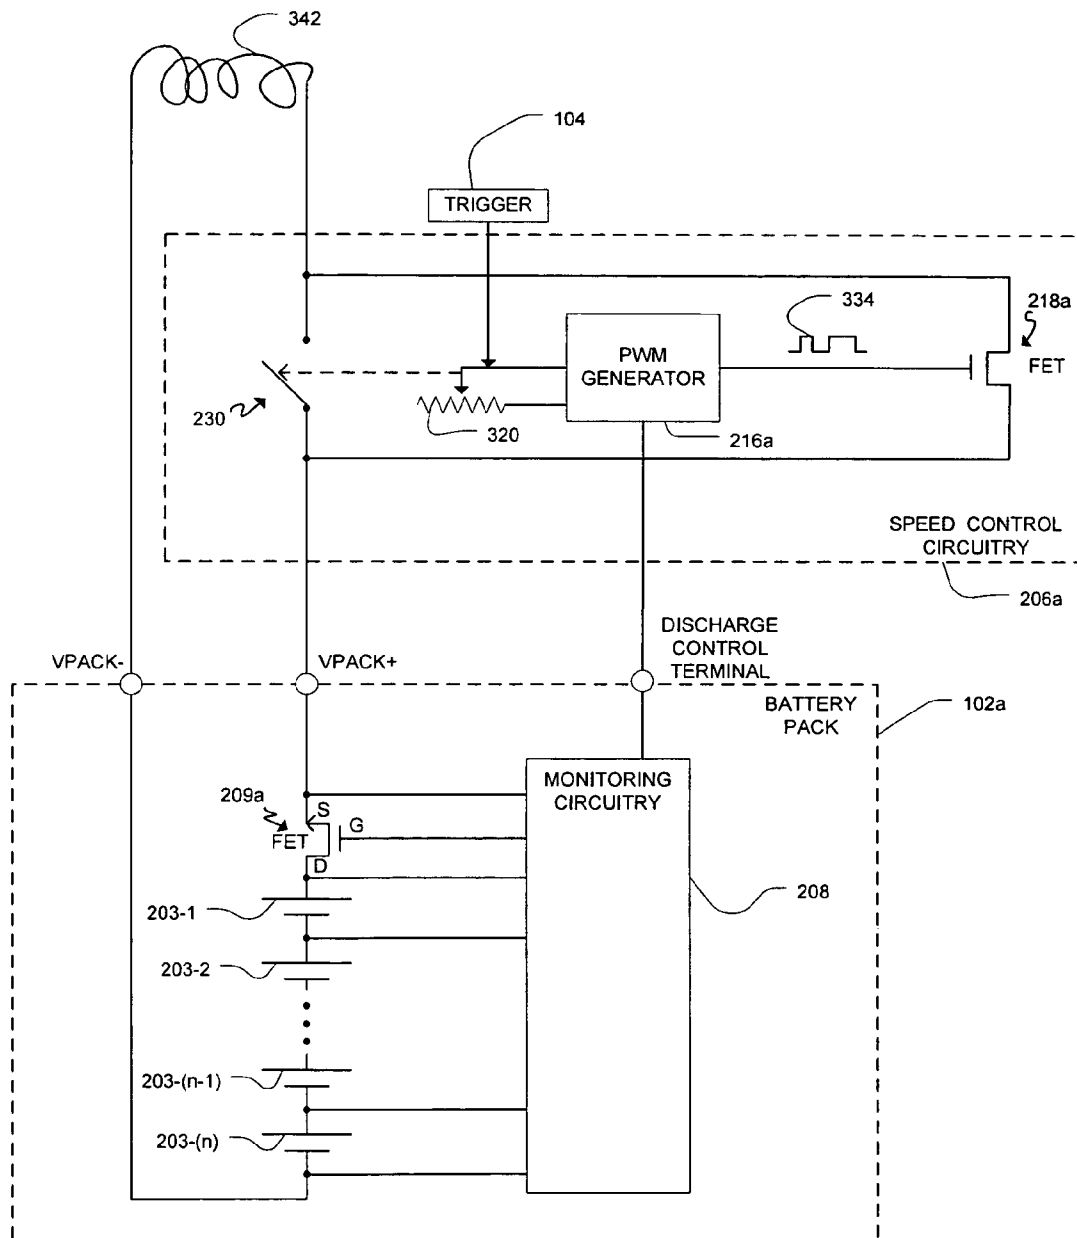 342
104
TRIGGER
334
218a
PWM
GENERATOR
FET
230
320
216a
SPEED CONTROL
CIRCUITRY
206a
DISCHARGE
CONTROL
TERMINAL
VPACK-
VPACK+
BATTERY
PACK
102a
MONITORING
CIRCUITRY
209a
S
G
FET
D
208
203-1
203-2
203-(n-1)
203-(n)